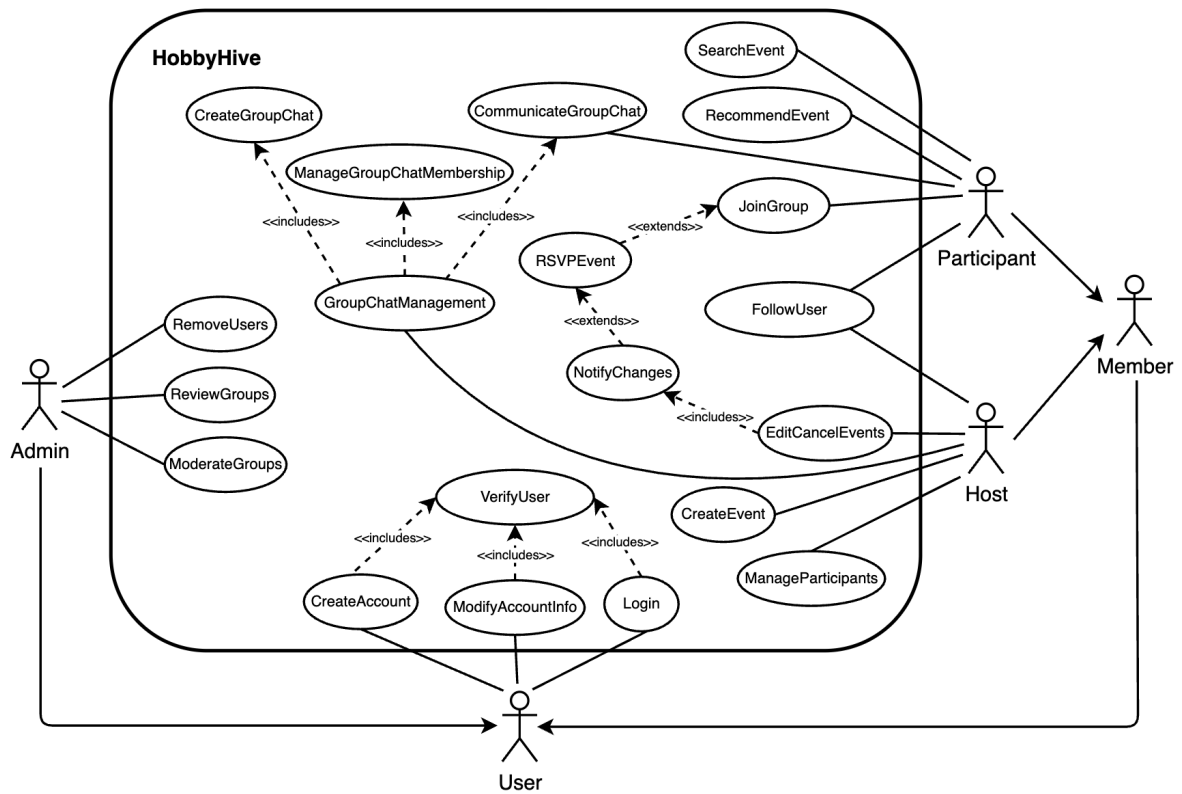 HobbyHive
SearchEvent
CreateGroupChat
CommunicateGroupChat
RecommendEvent
ManageGroupChatMembership
JoinGroup
<<includes>>
<<includes>>
<<extends>>
<<includes>>
RSVPEvent
Participant
GroupChatManagement
FollowUser
RemoveUsers
<<extends>>
Member
NotifyChanges
ReviewGroups
<<includes>>
EditCancelEvents
Admin
ModerateGroups
Host
VerifyUser
CreateEvent
<<includes>>
<<includes>>
<<includes>>
ManageParticipants
CreateAccount
ModifyAccountInfo
Login
User